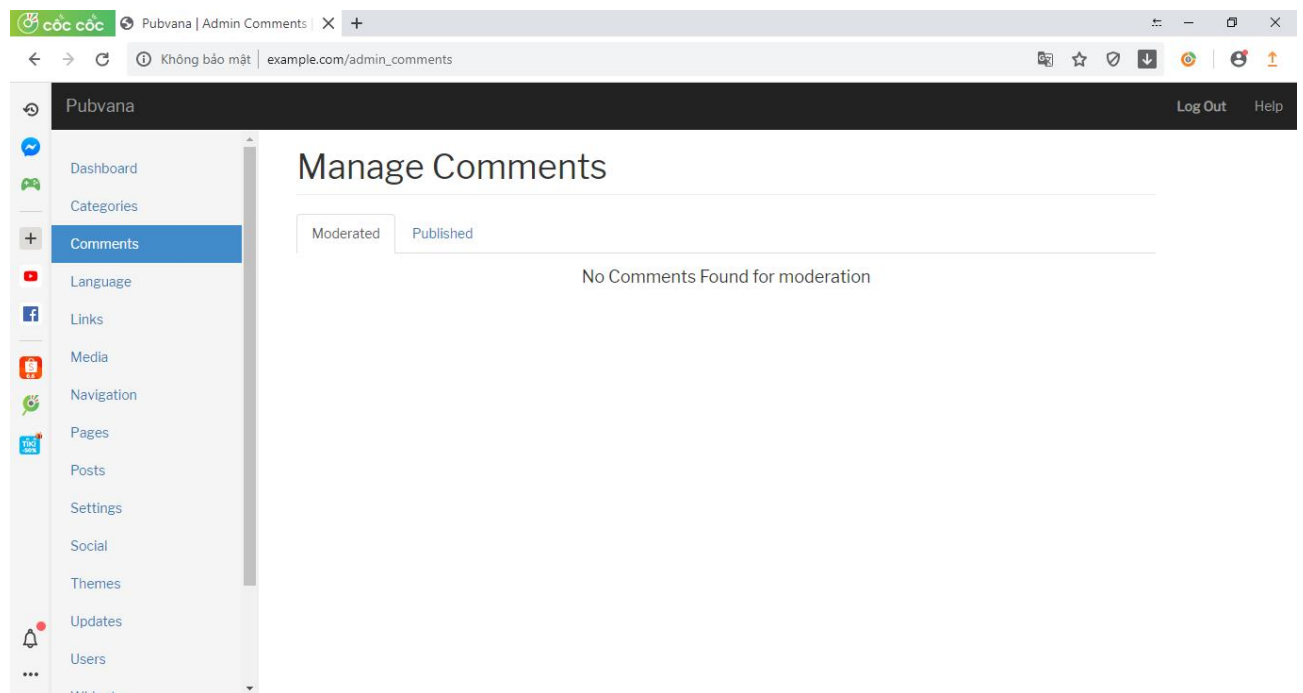 cốc cốc
Pubvana | Admin Comments |
Không bảo mật
example.com/admin_comments
Pubvana
Log Out
Help
Dashboard
Categories
Comments
Language
Links
Media
Navigation
Pages
Posts
Settings
Social
Themes
Updates
Users
Manage Comments
Moderated
Published
No Comments Found for moderation